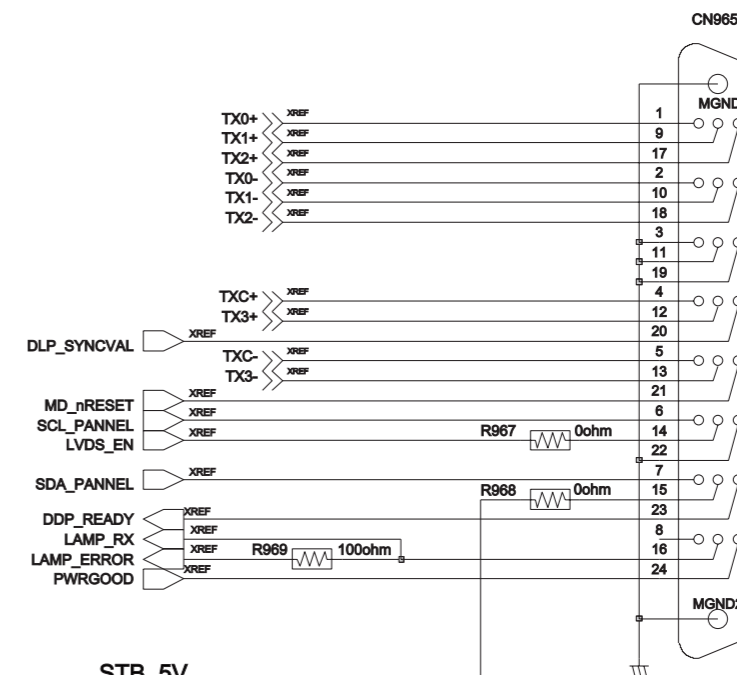 CN965
MGND
TX0+ XREF 1
TX1+ XREF 9
TX2+ XREF 17
TX0- XREF 2
TX1- XREF 10
TX2- XREF 18
3
11
19
TXC+ XREF 4
TX3+ XREF 12
DLP_SYNCVAL XREF 20
TXC- XREF 5
TX3- XREF 13
MD_nRESET XREF 21
SCL_PANNEL XREF 6
LVDS_EN XREF R967 0ohm 14
22
SDA_PANNEL XREF 7
R968 0ohm 15
DDP_READY XREF 23
LAMP_RX XREF 8
LAMP_ERROR XREF R969 100ohm 16
PWRGOOD XREF 24
MGND2
STB_5V